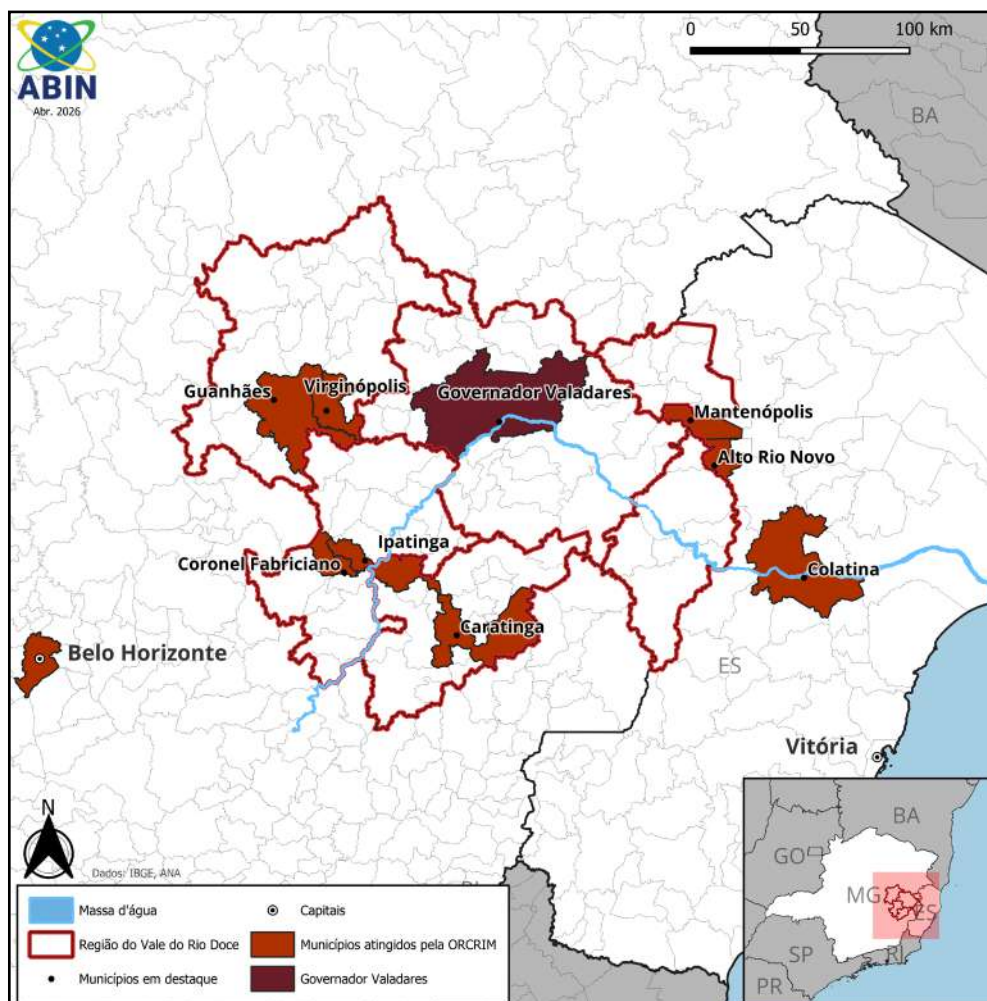 ABIN
Abr. 2026
0 50 100 km
BA
Guanhães
Virginópolis
Governador Valadares
Mantenópolis
Alto Rio Novo
Ipatinga
Coronel Fabriciano
Colatina
Caratinga
Belo Horizonte
ES
Vitória
N
Dados: IBGE, ANA
Massa d'água
Capitais
Região do Vale do Rio Doce
Municípios atingidos pela ORCRIM
Municípios em destaque
Governador Valadares
BA
GO
MG
ES
SP
RJ
PR